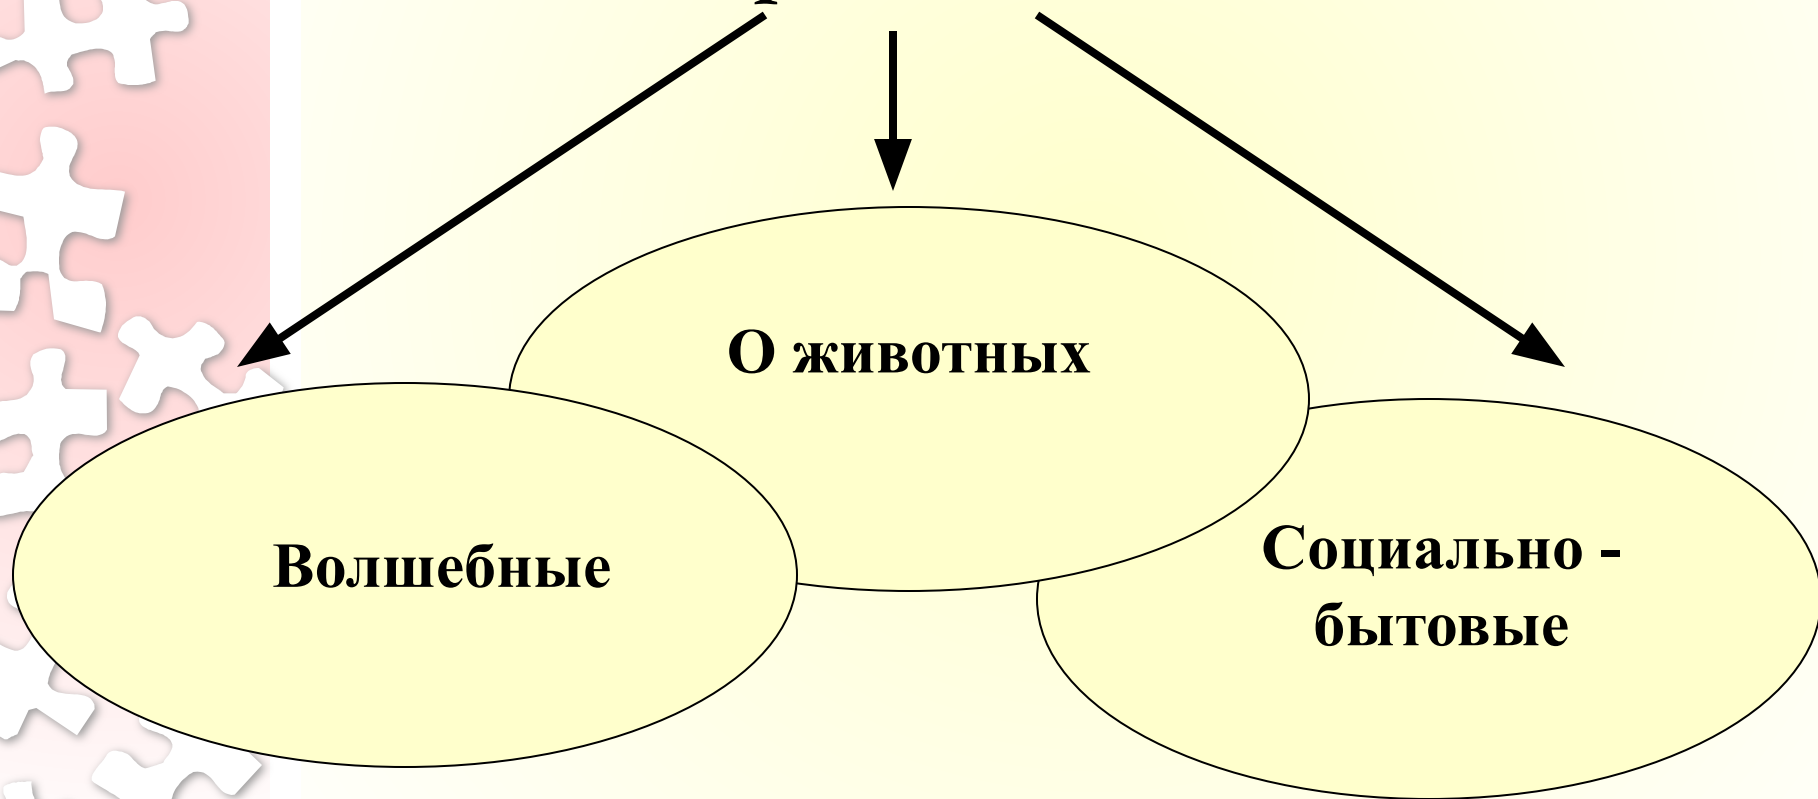 О животных
Волшебные
Социально -
бытовые